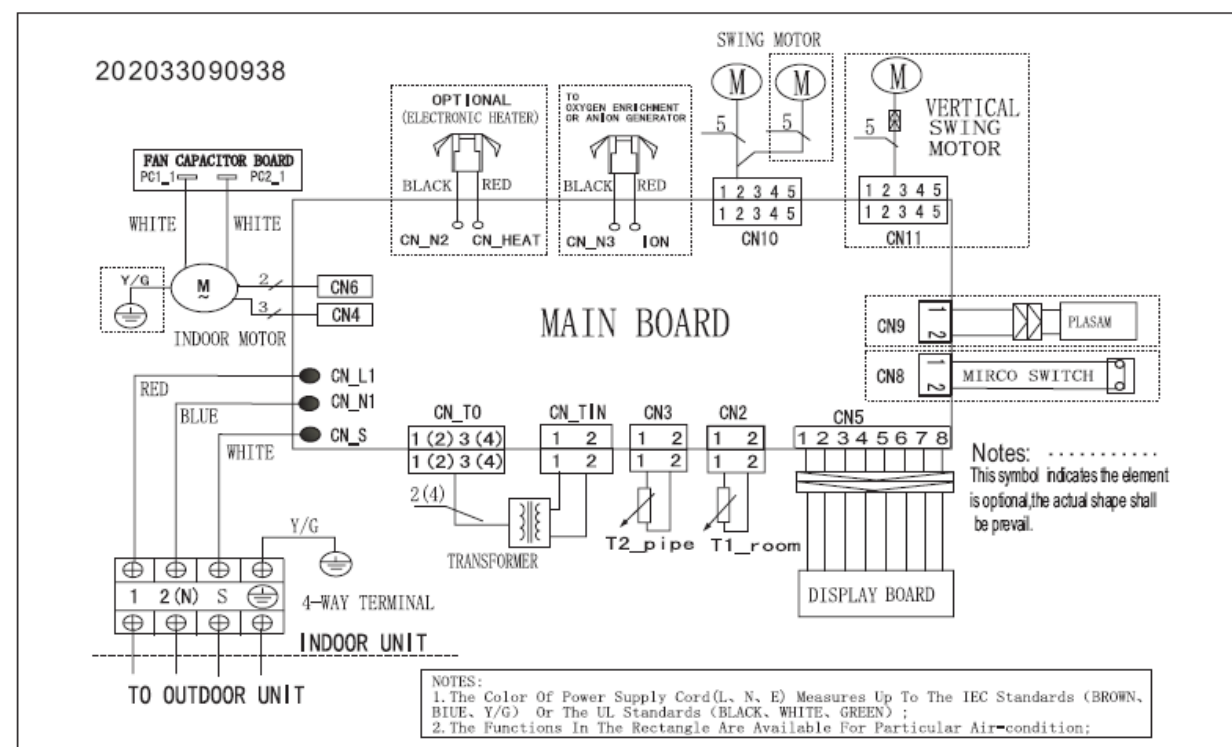 202033090938
SWING MOTOR
M
M
M
5
5
5
VERTICAL
SWING
MOTOR
OPTIONAL
(ELECTRONIC HEATER)
BLACK
RED
CN_N2
CN_HEAT
TO
OXYGEN ENRICHMENT
OR ANION GENERATOR
BLACK
RED
CN_N3
ION
1 2 3 4 5
1 2 3 4 5
CN10
1 2 3 4 5
1 2 3 4 5
CN11
FAN CAPACITOR BOARD
PC1_1
PC2_1
WHITE
WHITE
Y/G
M
~
2
CN6
3
CN4
INDOOR MOTOR
MAIN BOARD
CN9
1
2
PLASAM
CN8
1
2
MIRCO SWITCH
RED
CN_L1
BLUE
CN_N1
WHITE
CN_S
CN_TO
1 (2) 3 (4)
1 (2) 3 (4)
2(4)
CN_TIN
1 2
1 2
TRANSFORMER
CN3
1 2
1 2
T2_pipe
CN2
1 2
1 2
T1_room
CN5
1 2 3 4 5 6 7 8
DISPLAY BOARD
Notes: ··········
This symbol indicates the element
is optional,the actual shape shall
be prevail.
Y/G
1 2(N) S
4-WAY TERMINAL
INDOOR UNIT
TO OUTDOOR UNIT
NOTES:
1. The Color Of Power Supply Cord(L、N、E) Measures Up To The IEC Standards (BROWN、
BIUE、Y/G) Or The UL Standards (BLACK、WHITE、GREEN) ;
2. The Functions In The Rectangle Are Available For Particular Air-condition;